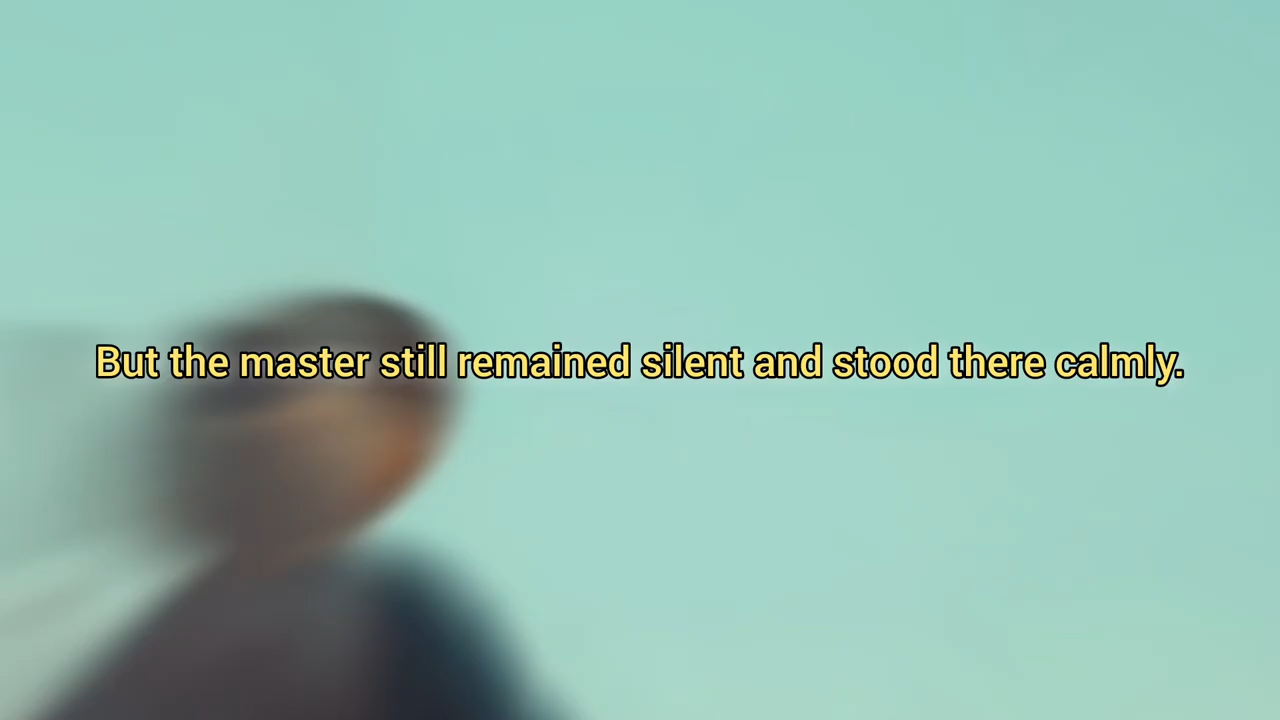 But the master still remained silent and stood there calmly.